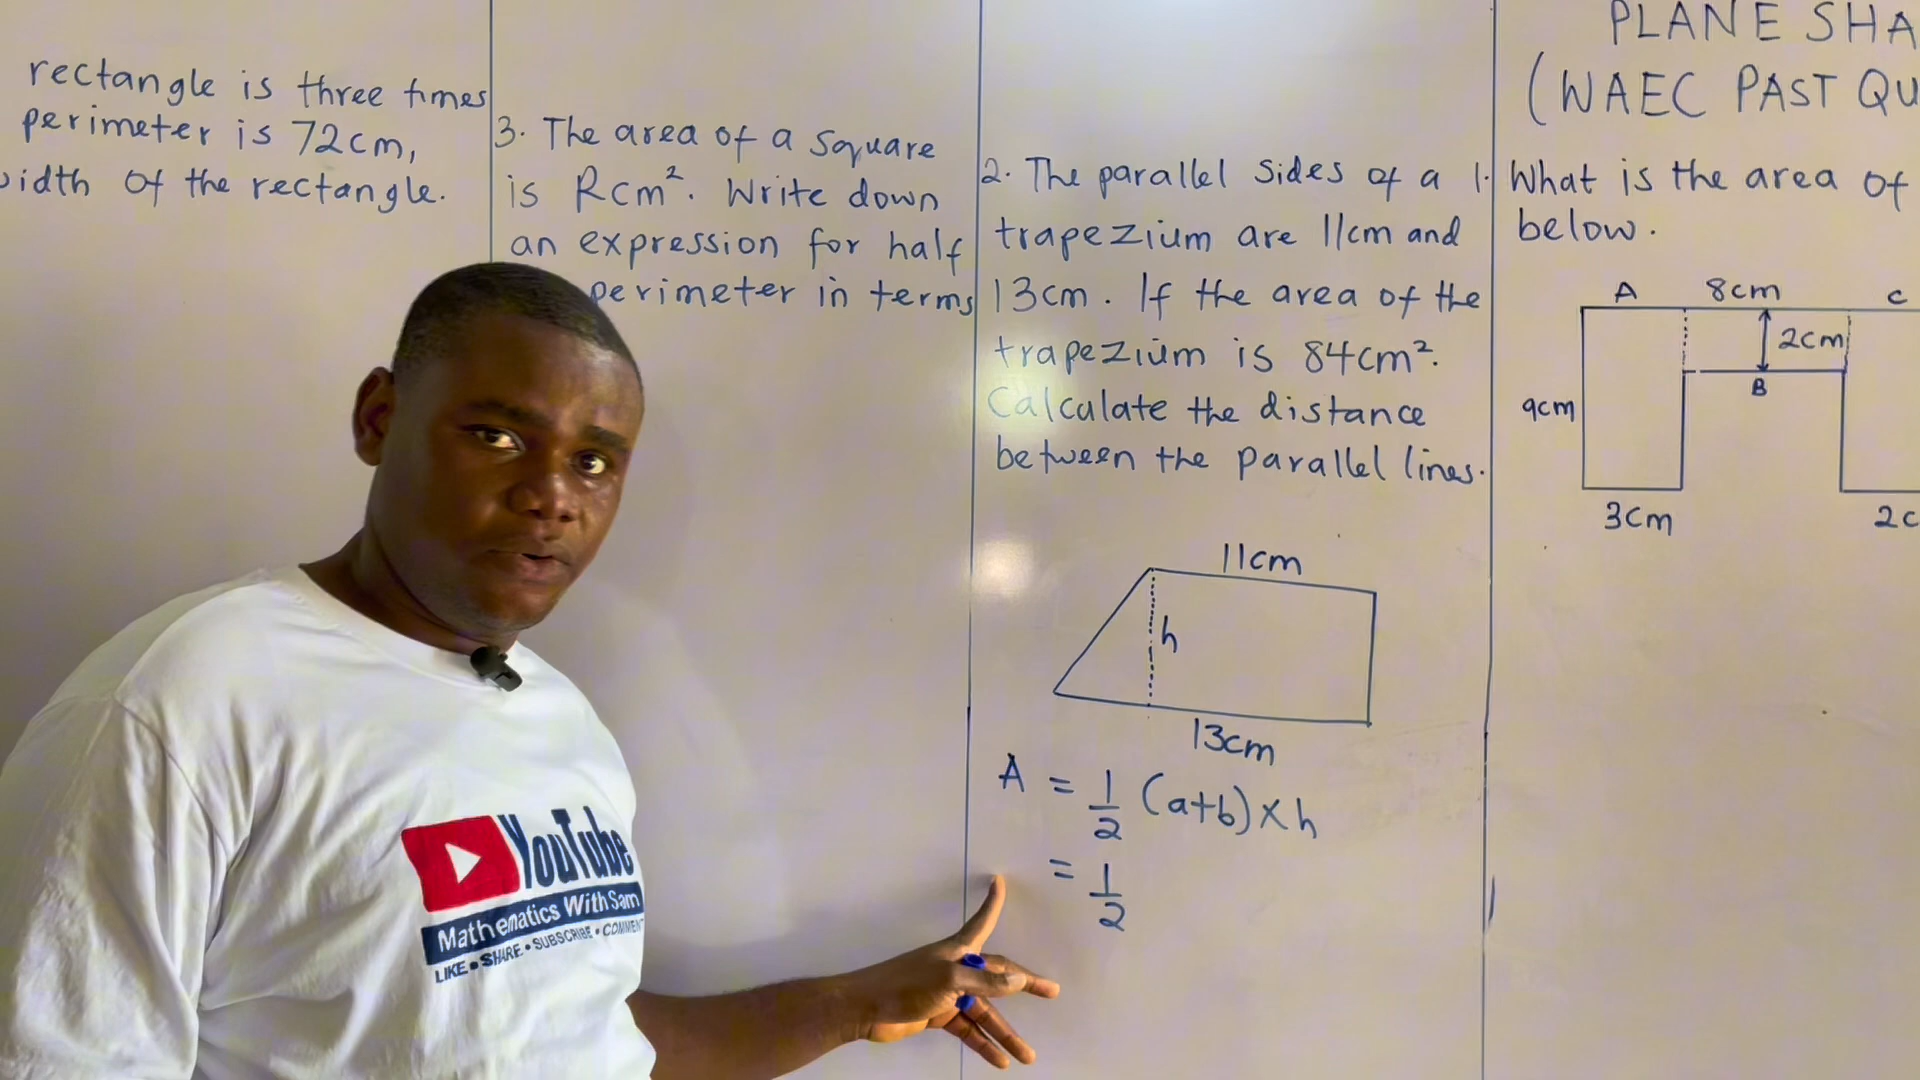 rectangle is three times
perimeter is 72cm,
width of the rectangle.
3. The area of a square
is Rcm². Write down
an expression for half
perimeter in terms
2. The parallel sides of a
trapezium are 11cm and
13cm. If the area of the
trapezium is 84cm².
Calculate the distance
between the parallel lines.
11cm
h
13cm
A = 1/2 (a+b) x h
= 1/2
PLANE SHA
(WAEC PAST QU
1. What is the area of
below.
A 8cm C
2cm
B
9cm
3cm
2c
YouTube
Mathematics With Sam
LIKE • SHARE • SUBSCRIBE • COMMENT